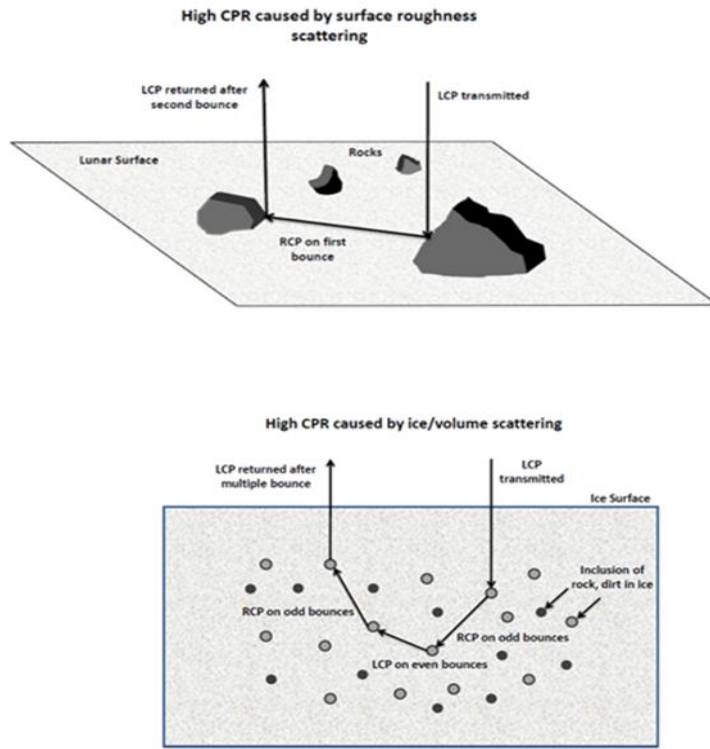 High CPR caused by surface roughness
scattering
LCP returned after
second bounce
LCP transmitted
Lunar Surface
Rocks
RCP on first
bounce
High CPR caused by ice/volume scattering
LCP returned after
multiple bounce
LCP
transmitted
Ice Surface
Inclusion of
rock, dirt in ice
RCP on odd bounces
RCP on odd bounces
LCP on even bounces